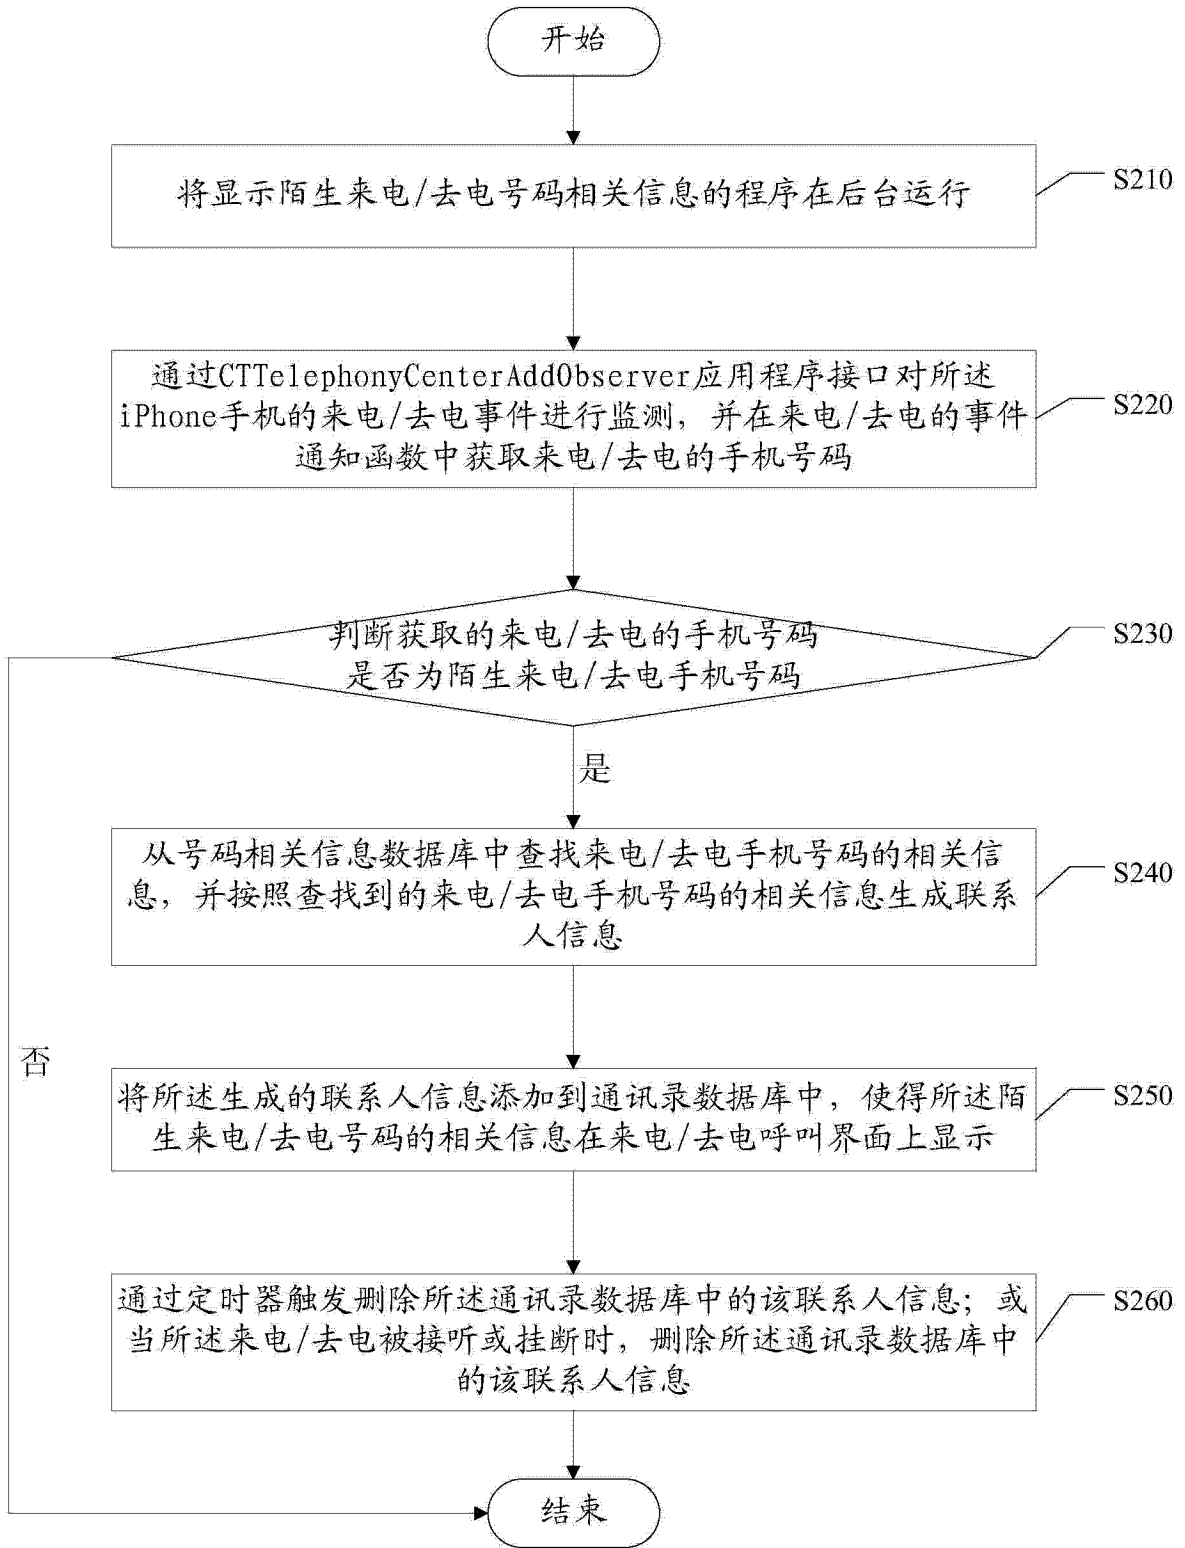 开始
将显示陌生来电/去电号码相关信息的程序在后台运行
S210
通过CTTelephonyCenterAddObserver应用程序接口对所述
iPhone手机的来电/去电事件进行监测，并在来电/去电的事件
通知函数中获取来电/去电的手机号码
S220
判断获取的来电/去电的手机号码
是否为陌生来电/去电手机号码
S230
是
从号码相关信息数据库中查找来电/去电手机号码的相关信
息，并按照查找到的来电/去电手机号码的相关信息生成联系
人信息
S240
否
将所述生成的联系人信息添加到通讯录数据库中，使得所述陌
生来电/去电号码的相关信息在来电/去电呼叫界面上显示
S250
通过定时器触发删除所述通讯录数据库中的该联系人信息；或
当所述来电/去电被接听或挂断时，删除所述通讯录数据库中
的该联系人信息
S260
结束